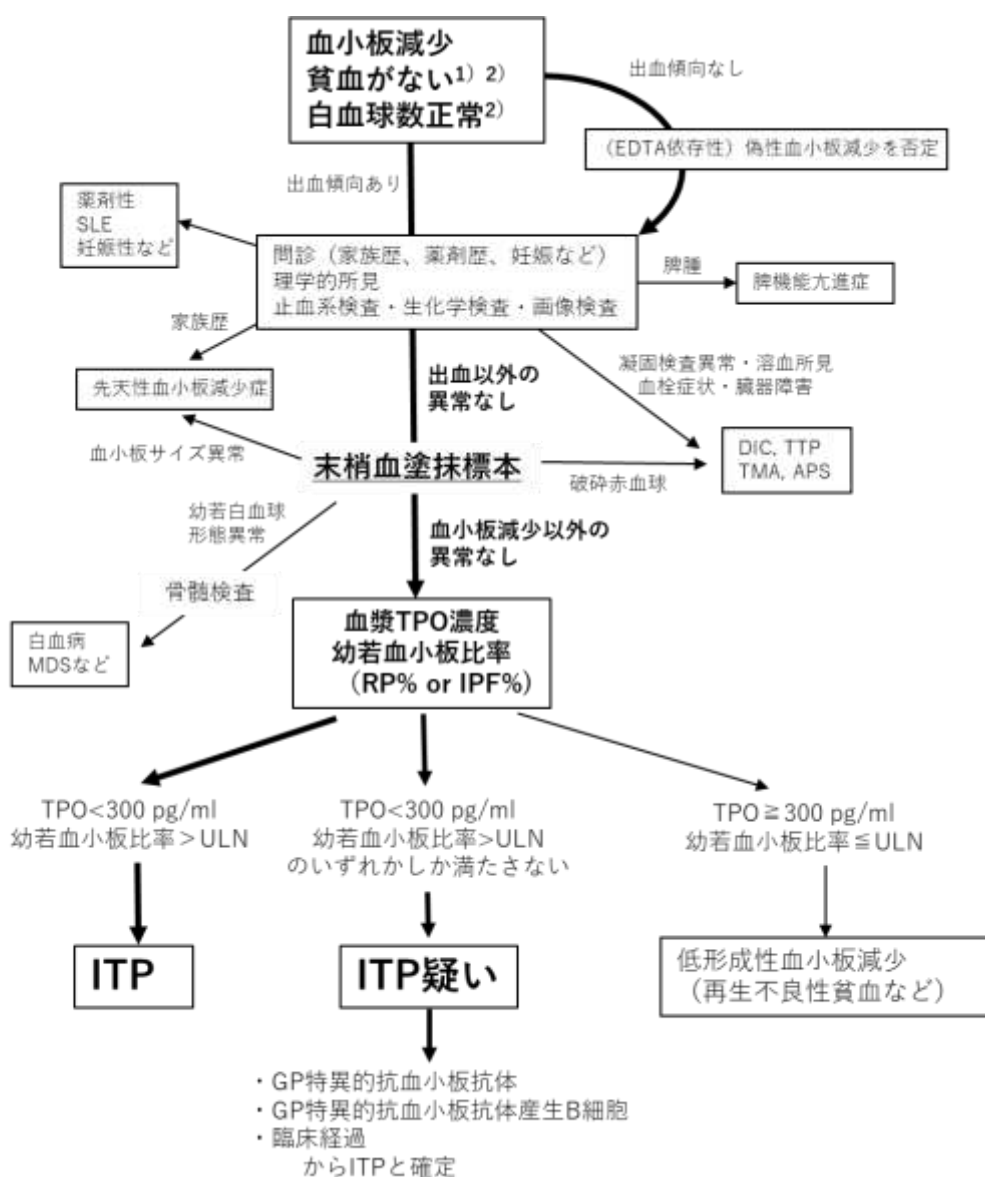 血小板減少
貧血がない1) 2)
白血球数正常2)
出血傾向なし
(EDTA依存性)偽性血小板減少を否定
出血傾向あり
薬剤性
SLE
妊娠性など
問診（家族歴、薬剤歴、妊娠など）
理学的所見
止血系検査・生化学検査・画像検査
脾腫
脾機能亢進症
家族歴
先天性血小板減少症
出血以外の
異常なし
凝固検査異常・溶血所見
血栓症状・臓器障害
血小板サイズ異常
末梢血塗抹標本
破砕赤血球
DIC, TTP
TMA, APS
幼若白血球
形態異常
血小板減少以外の
異常なし
骨髄検査
白血病
MDSなど
血漿TPO濃度
幼若血小板比率
（RP% or IPF%）
TPO<300 pg/ml
幼若血小板比率＞ULN
TPO<300 pg/ml
幼若血小板比率>ULN
のいずれかしか満たさない
TPO≧300 pg/ml
幼若血小板比率≦ULN
ITP
ITP疑い
低形成性血小板減少
（再生不良性貧血など）
・GP特異的抗血小板抗体
・GP特異的抗血小板抗体産生B細胞
・臨床経過
からITPと確定